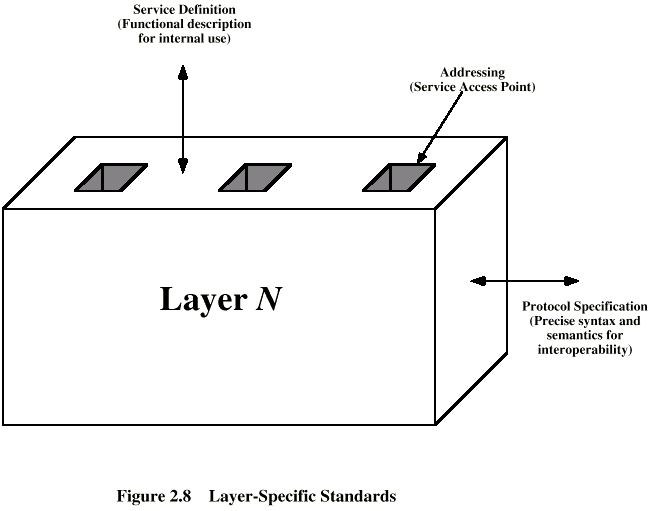 Service Definition
(Functional description
for internal use)
Addressing
(Service Access Point)
Layer N
Protocol Specification
(Precise syntax and
semantics for
interoperability)
Figure 2.8 Layer-Specific Standards